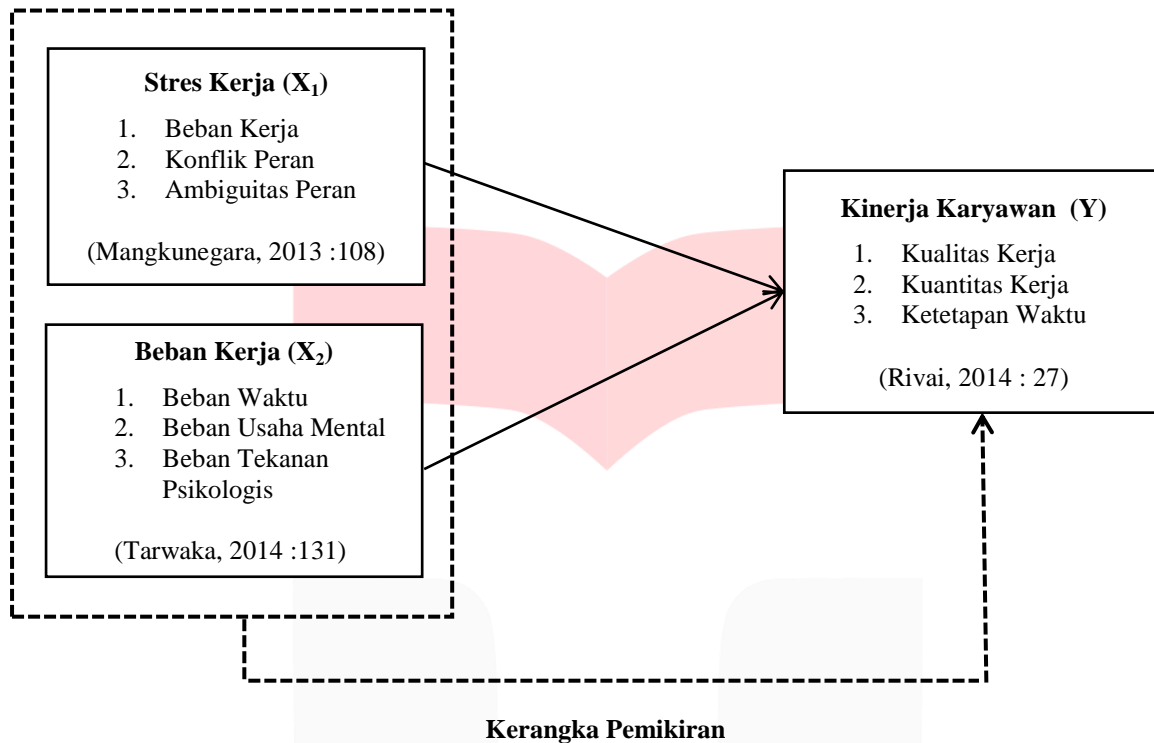 Stres Kerja (X₁)
1. Beban Kerja
2. Konflik Peran
3. Ambiguitas Peran
(Mangkunegara, 2013 :108)
Beban Kerja (X₂)
1. Beban Waktu
2. Beban Usaha Mental
3. Beban Tekanan
Psikologis
(Tarwaka, 2014 :131)
Kinerja Karyawan (Y)
1. Kualitas Kerja
2. Kuantitas Kerja
3. Ketetapan Waktu
(Rivai, 2014 : 27)
Kerangka Pemikiran